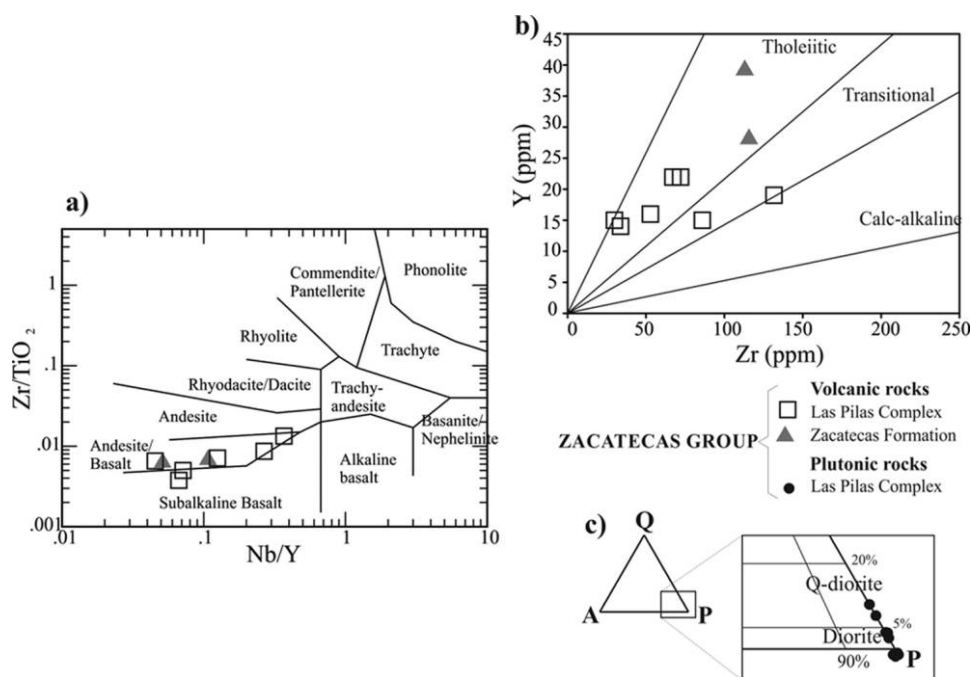 a)
Zr/TiO2
1
.1
.01
.001
.01
.1
1
10
Nb/Y
Commendite/
Pantellerite
Phonolite
Rhyolite
Trachyte
Rhyodacite/Dacite
Trachy-
andesite
Andesite
Basanite/
Nephelinite
Andesite/
Basalt
Alkaline
basalt
Subalkaline Basalt
b)
Y (ppm)
45
40
35
30
25
20
15
10
5
0
0
50
100
150
200
250
Zr (ppm)
Tholeiitic
Transitional
Calc-alkaline
ZACATECAS GROUP
Volcanic rocks
Las Pilas Complex
Zacatecas Formation
Plutonic rocks
Las Pilas Complex
c)
Q
A
P
20%
Q-diorite
5%
Diorite
90%
P